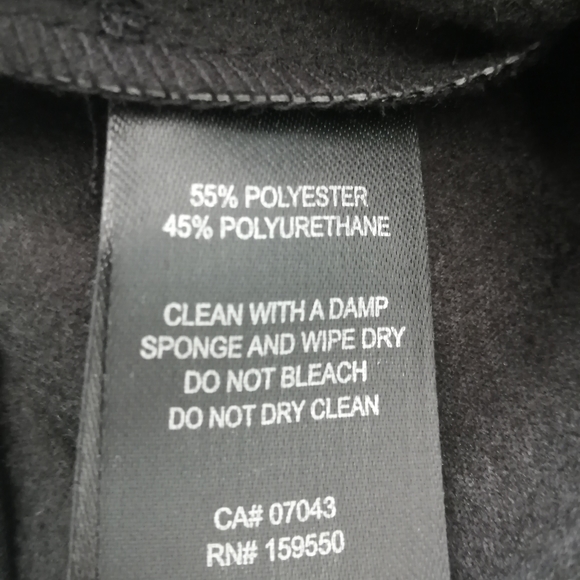 55% POLYESTER
45% POLYURETHANE
CLEAN WITH A DAMP
SPONGE AND WIPE DRY
DO NOT BLEACH
DO NOT DRY CLEAN
CA# 07043
RN# 159550